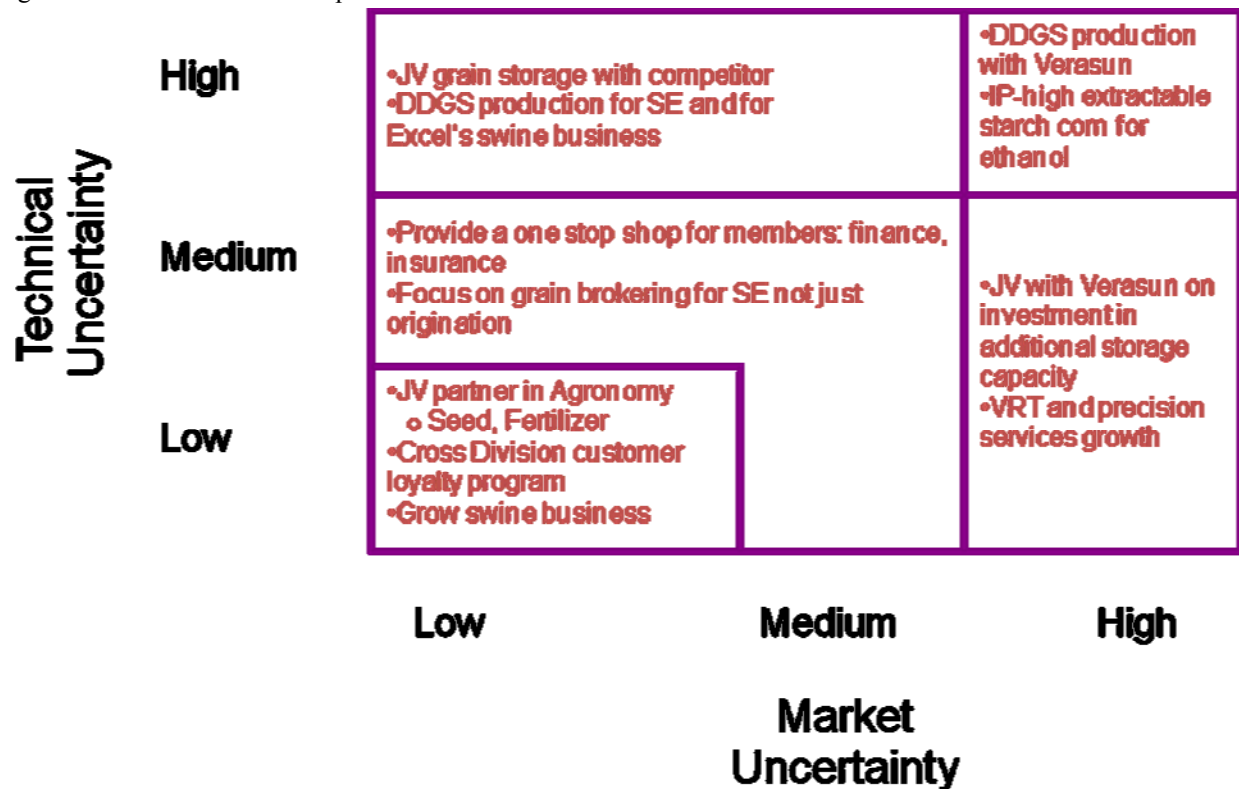 Technical
Uncertainty
High
•JV grain storage with competitor
•DDGS production for SE and for
Excel's swine business
•DDGS production
with Verasun
•IP-high extractable
starch corn for
ethanol
Medium
•Provide a one stop shop for members: finance,
insurance
•Focus on grain brokering for SE not just
origination
•JV with Verasun on
investment in
additional storage
capacity
•VRT and precision
services growth
Low
•JV partner in Agronomy
o Seed, Fertilizer
•Cross Division customer
loyalty program
•Grow swine business
Low
Medium
High
Market
Uncertainty